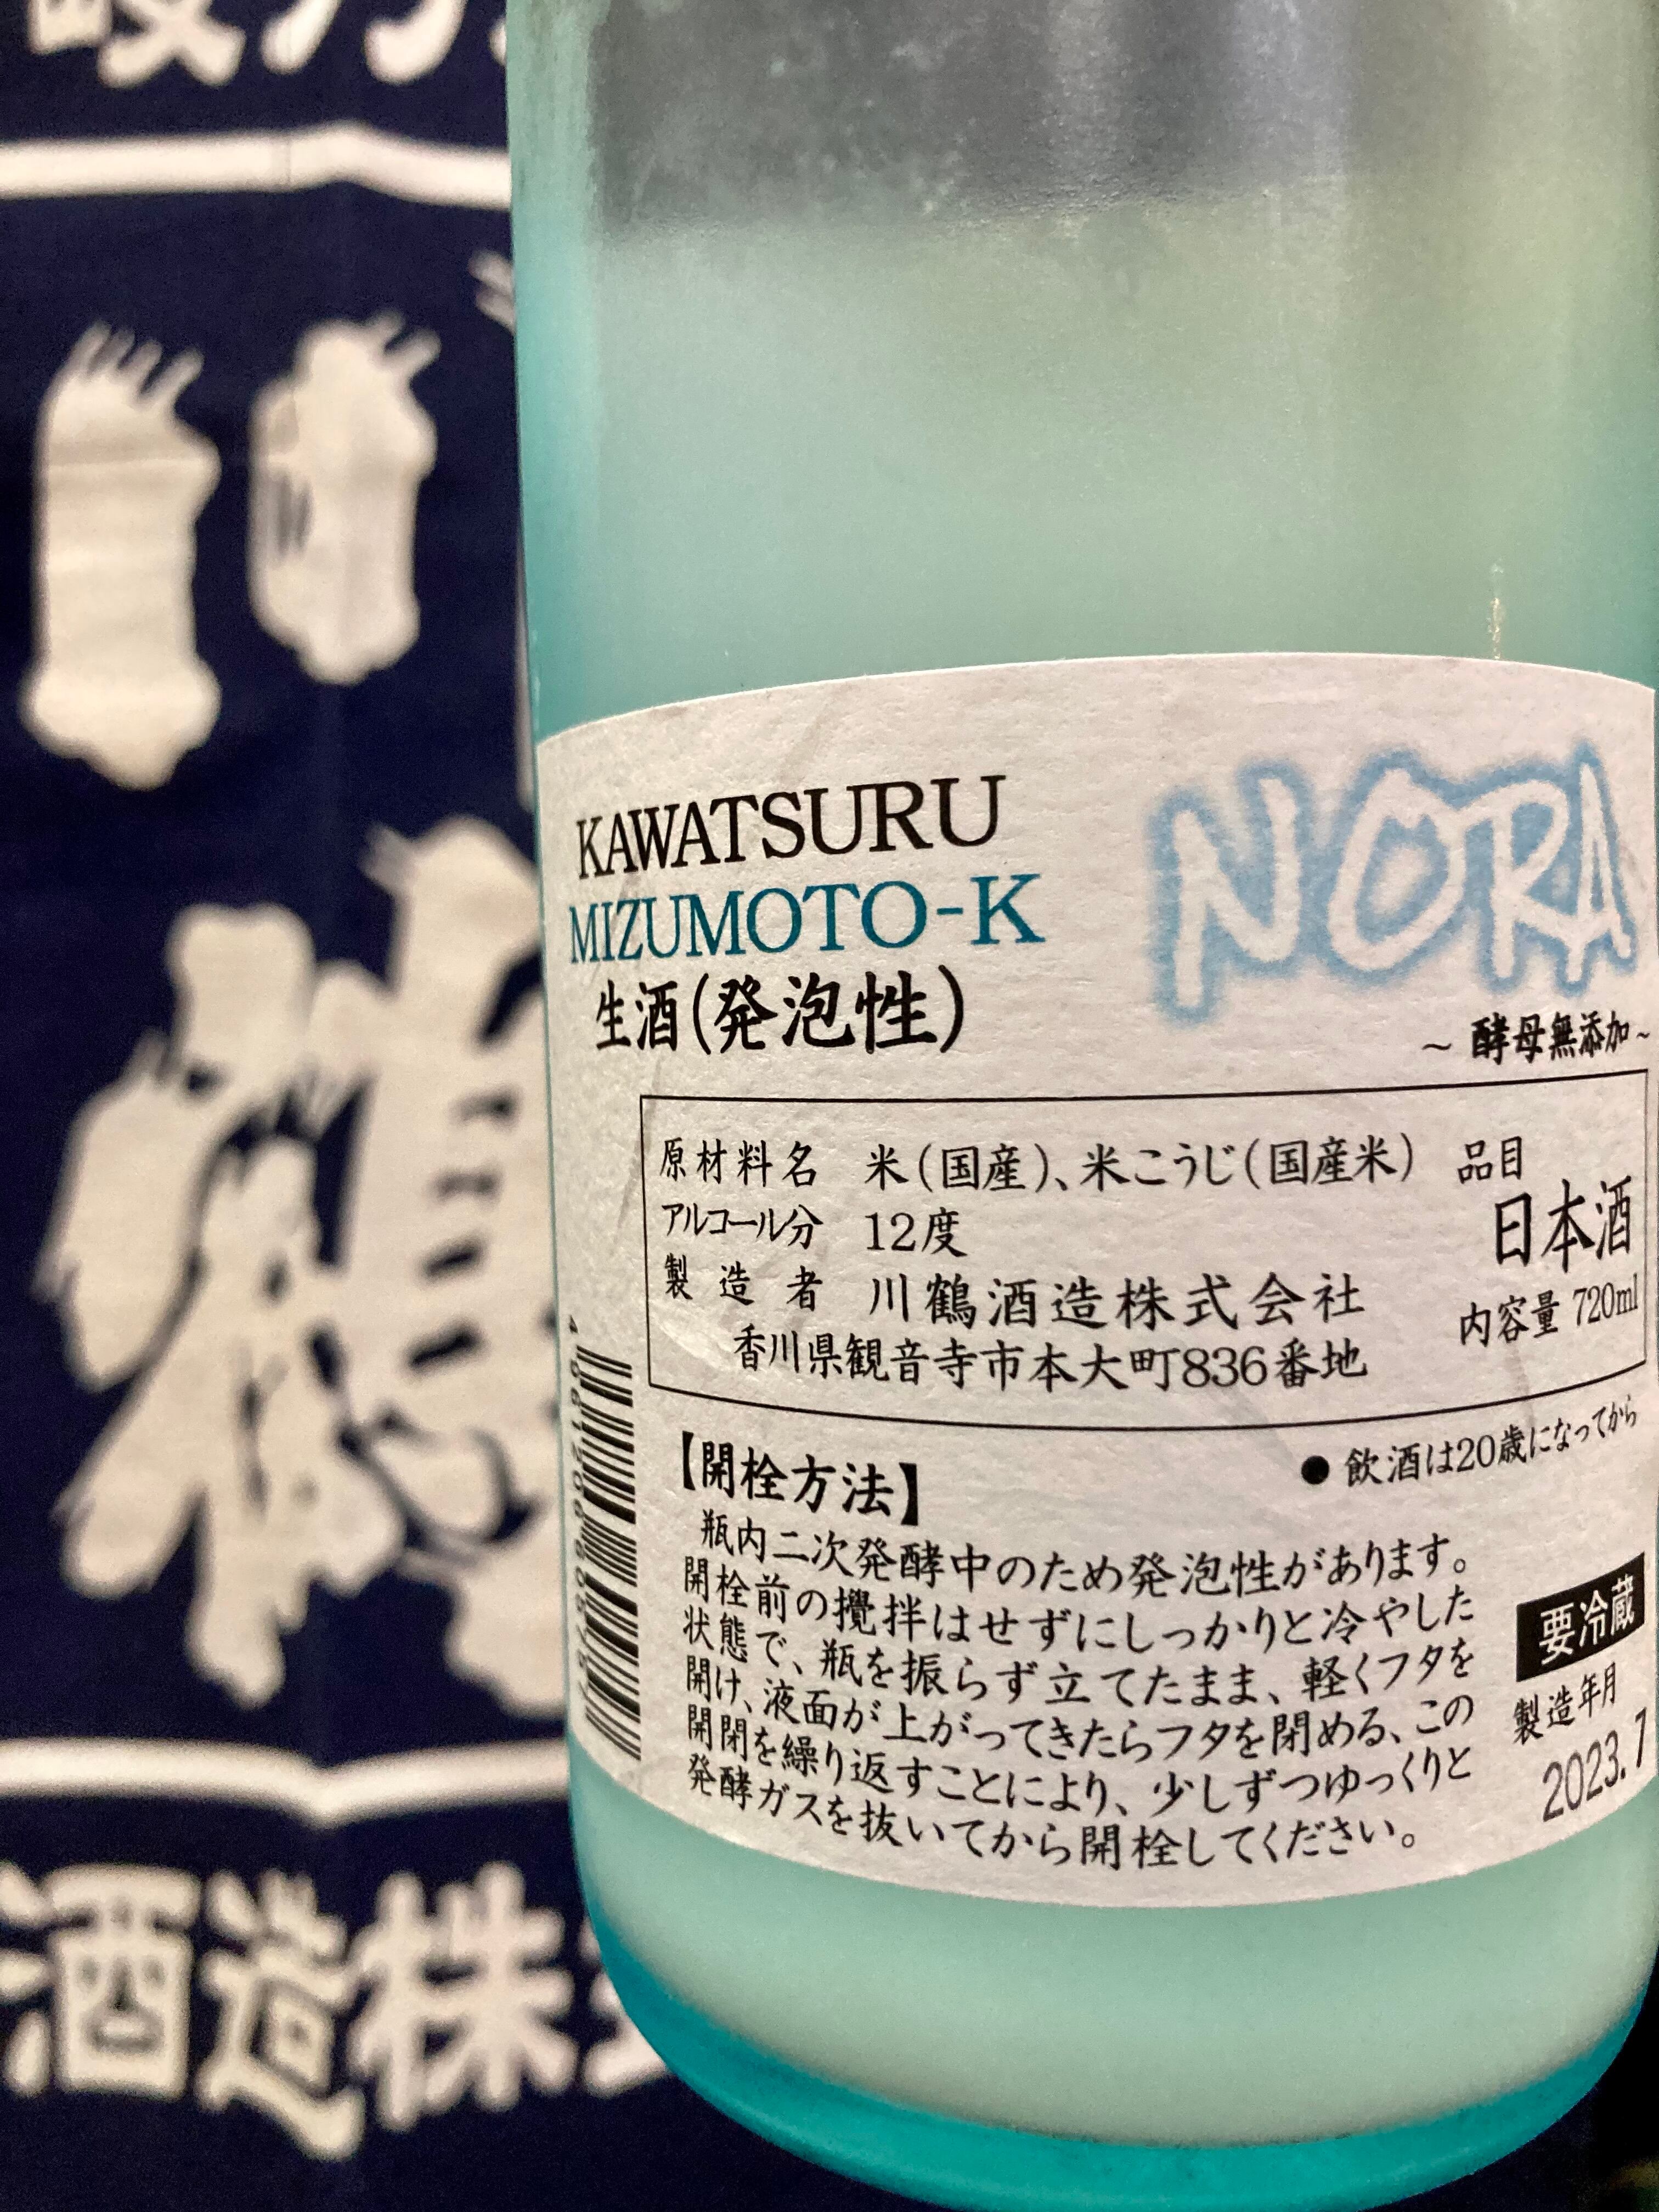 KAWATSURU
MIZUMOTO-K
生酒(発泡性)
NORA
~ 酵母無添加~
原材料名 米(国産)、米こうじ(国産米)
アルコール分 12度
製造者 川鶴酒造株式会社
香川県観音寺市本大町836番地
品目
日本酒
内容量 720ml
●飲酒は20歳になってから
【開栓方法】
瓶内二次発酵中のため発泡性があります。
開栓前の攪拌はせずにしっかりと冷やした
状態で、瓶を振らず立てたまま、軽くフタを
開け、液面が上がってきたらフタを閉める、この
開閉を繰り返すことにより、少しずつゆっくりと
発酵ガスを抜いてから開栓してください。
要冷蔵
製造年月
2023.7
川
鶴
酒造株